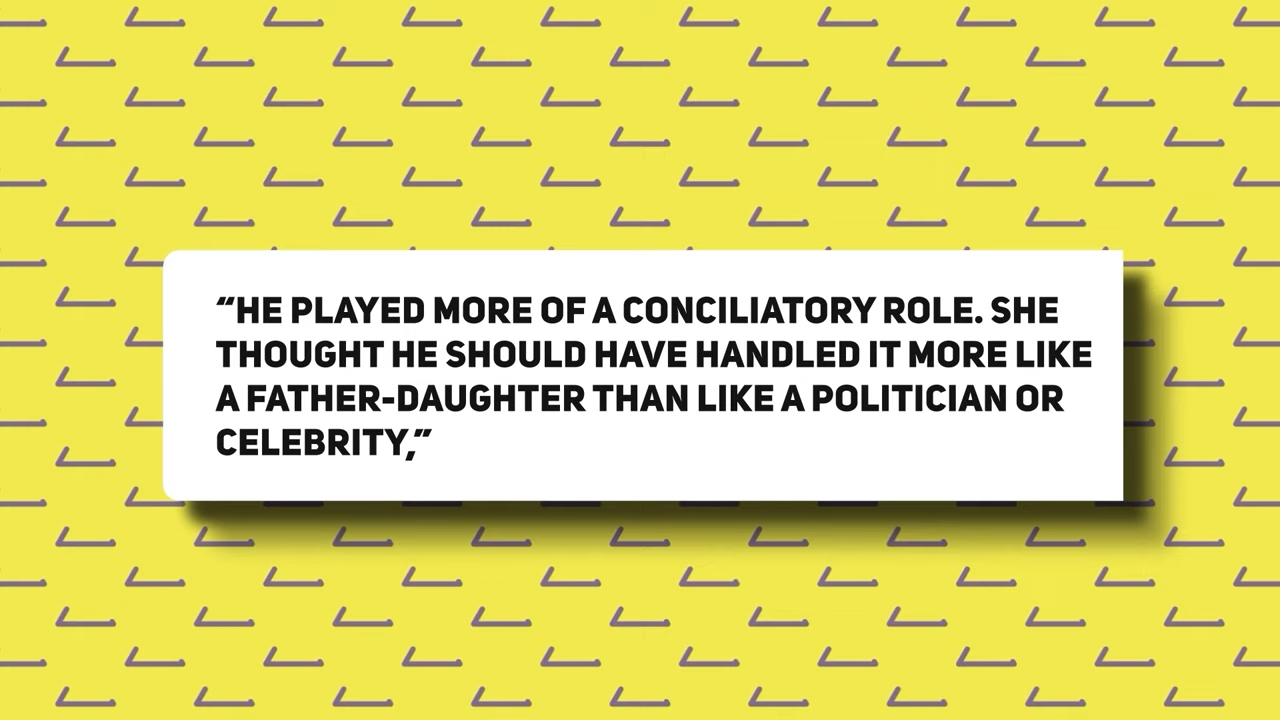 “HE PLAYED MORE OF A CONCILIATORY ROLE. SHE
THOUGHT HE SHOULD HAVE HANDLED IT MORE LIKE
A FATHER-DAUGHTER THAN LIKE A POLITICIAN OR
CELEBRITY,”